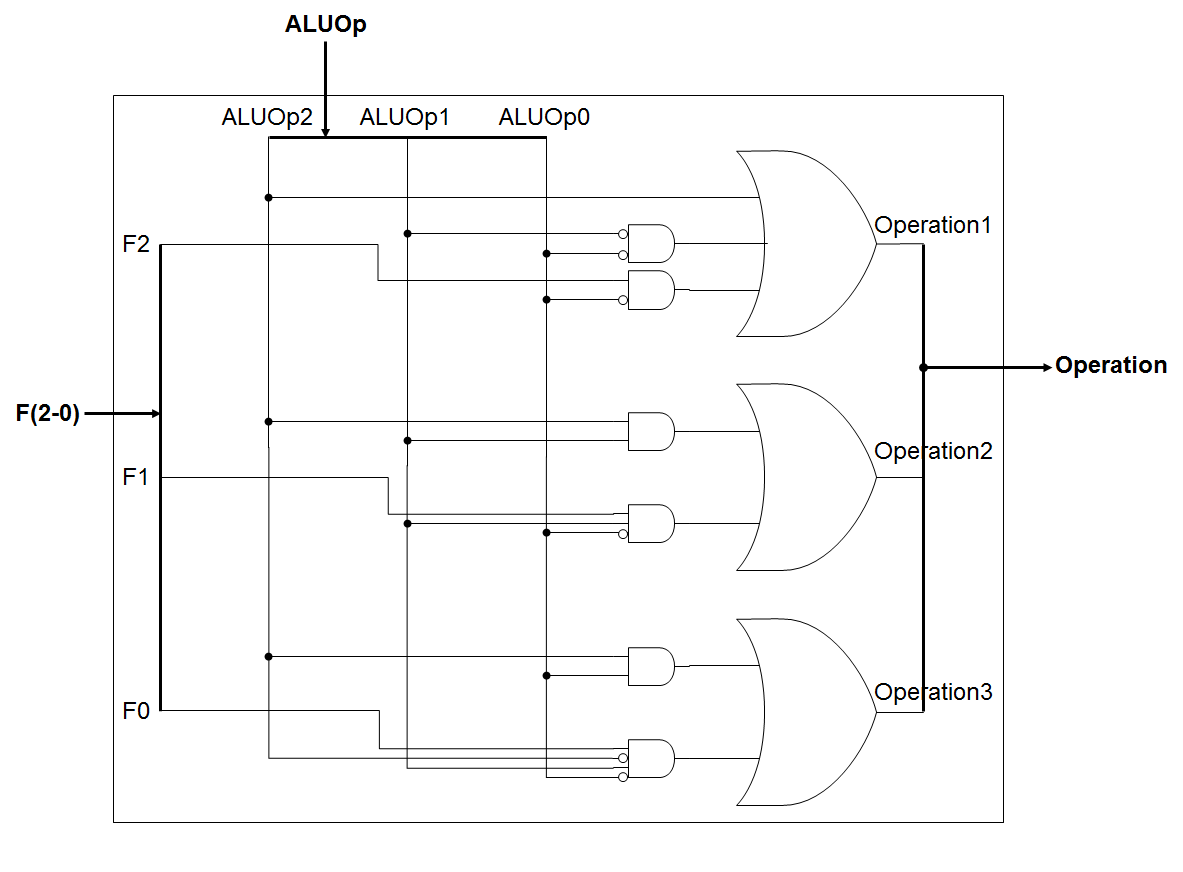 ALUOp
ALUOp2 ALUOp1 ALUOp0
F2
Operation1
Operation
F(2-0)
Operation2
F1
Operation3
F0